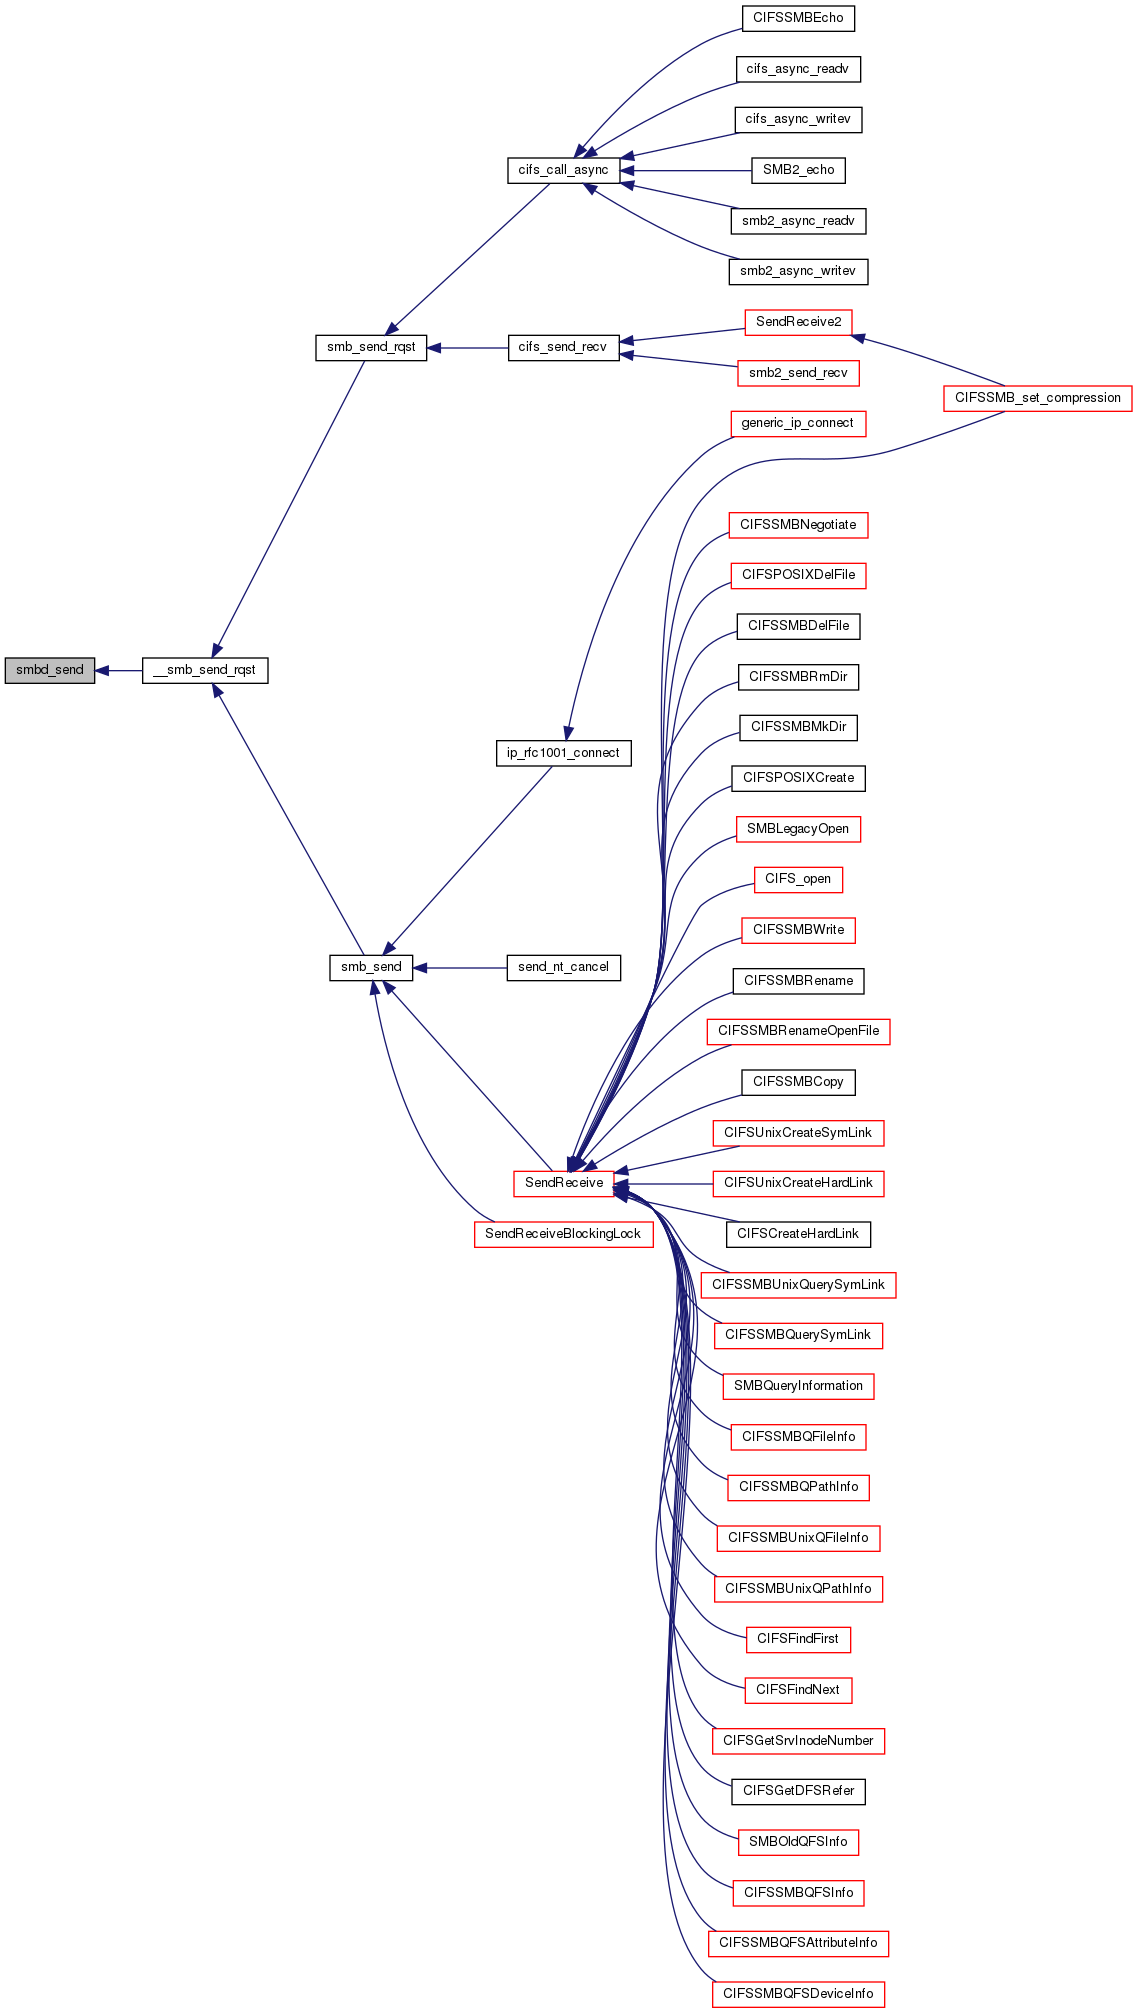 CIFSSMBEcho
cifs_async_readv
cifs_async_writev
cifs_call_async
SMB2_echo
smb2_async_readv
smb2_async_writev
SendReceive2
smb_send_rqst
cifs_send_recv
smb2_send_recv
CIFSSMB_set_compression
generic_ip_connect
CIFSSMBNegotiate
CIFSPOSIXDelFile
CIFSSMBDelFile
smbd_send
__smb_send_rqst
CIFSSMBRmDir
CIFSSMBMkDir
ip_rfc1001_connect
CIFSPOSIXCreate
SMBLegacyOpen
CIFS_open
CIFSSMBWrite
smb_send
send_nt_cancel
CIFSSMBRename
CIFSSMBRenameOpenFile
CIFSSMBCopy
CIFSUnixCreateSymLink
SendReceive
CIFSUnixCreateHardLink
SendReceiveBlockingLock
CIFSCreateHardLink
CIFSSMBUnixQuerySymLink
CIFSSMBQuerySymLink
SMBQueryInformation
CIFSSMBQFileInfo
CIFSSMBQPathInfo
CIFSSMBUnixQFileInfo
CIFSSMBUnixQPathInfo
CIFSFindFirst
CIFSFindNext
CIFSGetSrvInodeNumber
CIFSGetDFSRefer
SMBOldQFSInfo
CIFSSMBQFSInfo
CIFSSMBQFSAttributeInfo
CIFSSMBQFSDeviceInfo